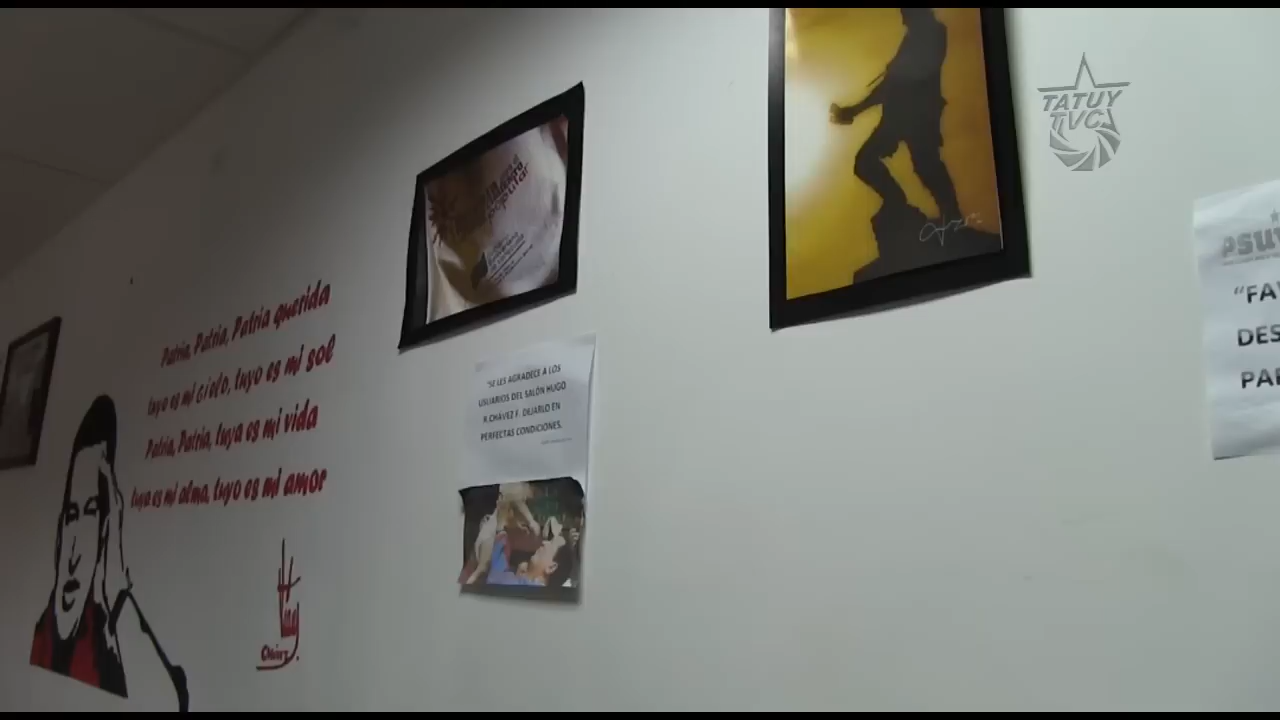 Patria, Patria, Patria querida
tuyo es mi cielo, tuyo es mi sol
Patria, Patria, tuya es mi vida
tuya es mi alma, tuyo es mi amor
Chávez.
"SE LES AGRADECE A LOS
USUARIOS DEL SALÓN HUGO
R.CHÁVEZ F. DEJARLO EN
PERFECTAS CONDICIONES.
TATUY
TVC
psuv
"FA
DES
PA